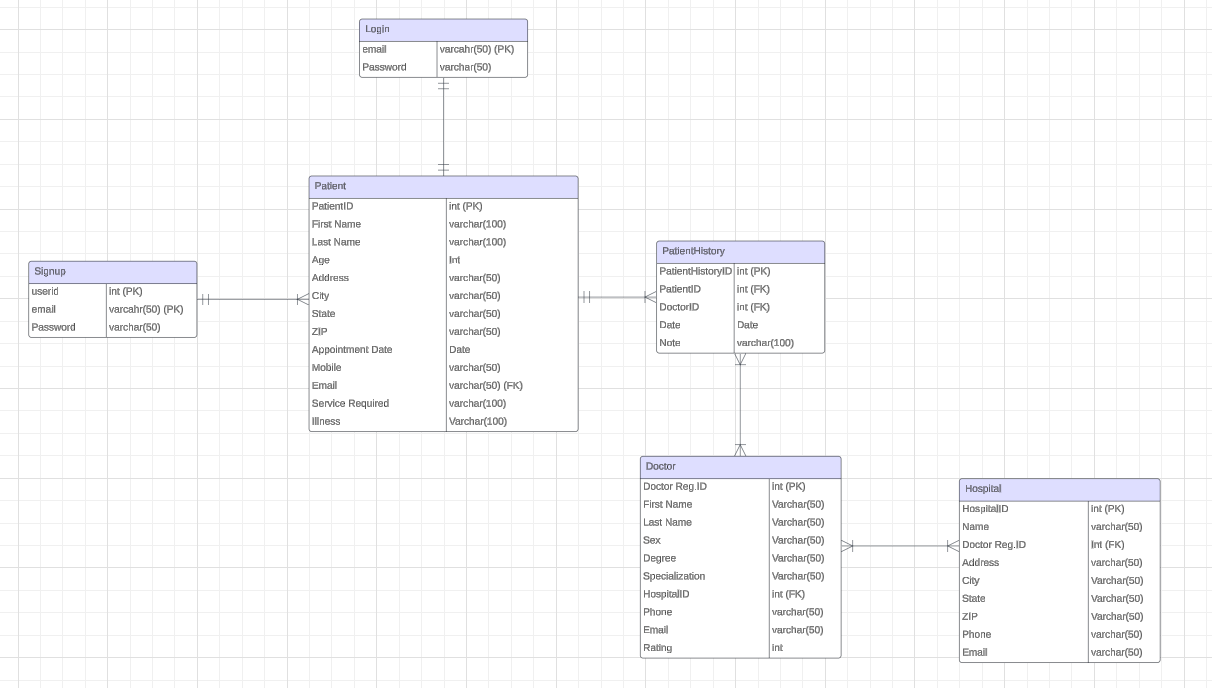 Login
email varcahr(50) (PK)
Password varchar(50)
Patient
PatientID int (PK)
First Name varchar(100)
Last Name varchar(100)
Age Int
Address varchar(50)
City varchar(50)
State varchar(50)
ZIP varchar(50)
Appointment Date Date
Mobile varchar(50)
Email varchar(50) (FK)
Service Required varchar(100)
Illness Varchar(100)
Signup
userid int (PK)
email varcahr(50) (PK)
Password varchar(50)
PatientHistory
PatientHistoryID int (PK)
PatientID int (FK)
DoctorID int (FK)
Date Date
Note varchar(100)
Doctor
Doctor Reg.ID Int (PK)
First Name Varchar(50)
Last Name Varchar(50)
Sex Varchar(50)
Degree Varchar(50)
Specialization Varchar(50)
HospitalID int (FK)
Phone varchar(50)
Email varchar(50)
Rating int
Hospital
HospitalID Int (PK)
Name varchar(50)
Doctor Reg.ID Int (FK)
Address varchar(50)
City Varchar(50)
State Varchar(50)
ZIP Varchar(50)
Phone varchar(50)
Email varchar(50)